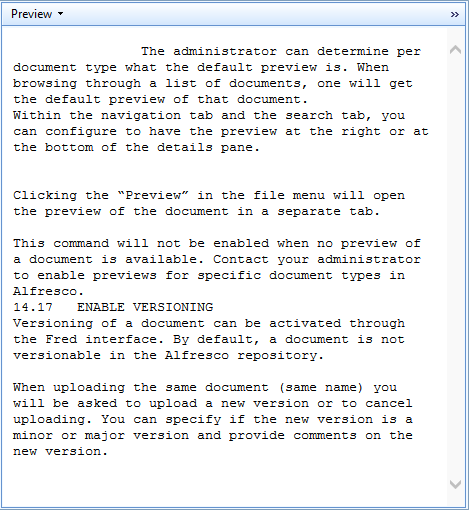 Preview
The administrator can determine per
document type what the default preview is. When
browsing through a list of documents, one will get
the default preview of that document.
Within the navigation tab and the search tab, you
can configure to have the preview at the right or at
the bottom of the details pane.
Clicking the “Preview” in the file menu will open
the preview of the document in a separate tab.
This command will not be enabled when no preview of
a document is available. Contact your administrator
to enable previews for specific document types in
Alfresco.
14.17   ENABLE VERSIONING
Versioning of a document can be activated through
the Fred interface. By default, a document is not
versionable in the Alfresco repository.
When uploading the same document (same name) you
will be asked to upload a new version or to cancel
uploading. You can specify if the new version is a
minor or major version and provide comments on the
new version.